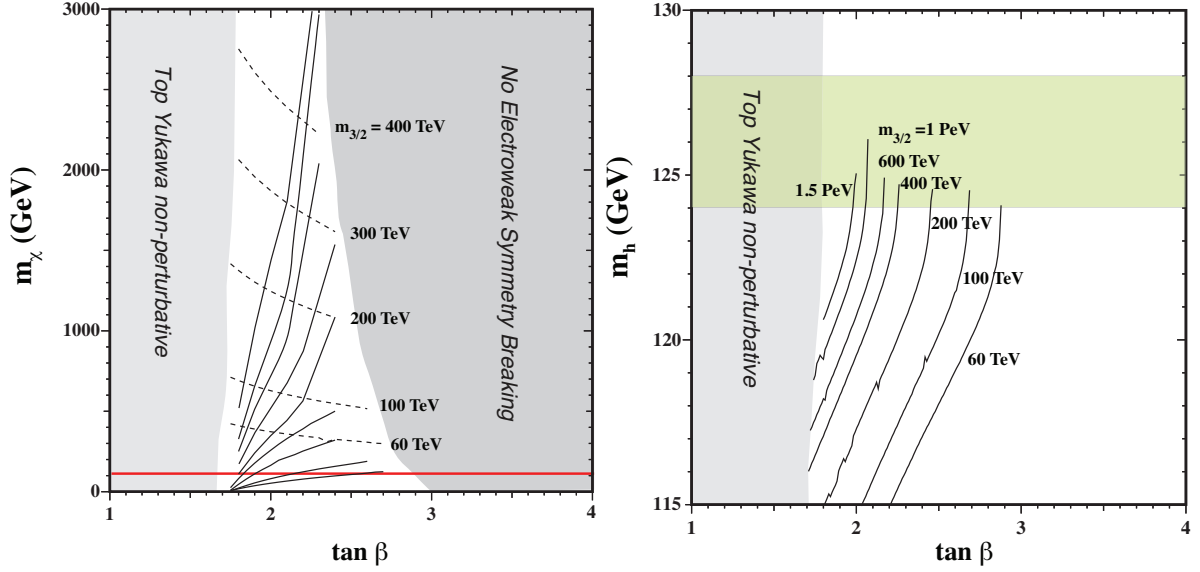 3000
2000
1000
0
m_χ (GeV)
Top Yukawa non-perturbative
No Electroweak Symmetry Breaking
m_3/2 = 400 TeV
300 TeV
200 TeV
100 TeV
60 TeV
1
2
3
4
tan β
130
125
120
115
m_h (GeV)
Top Yukawa non-perturbative
m_3/2 =1 PeV
600 TeV
1.5 PeV
400 TeV
200 TeV
100 TeV
60 TeV
1
2
3
4
tan β